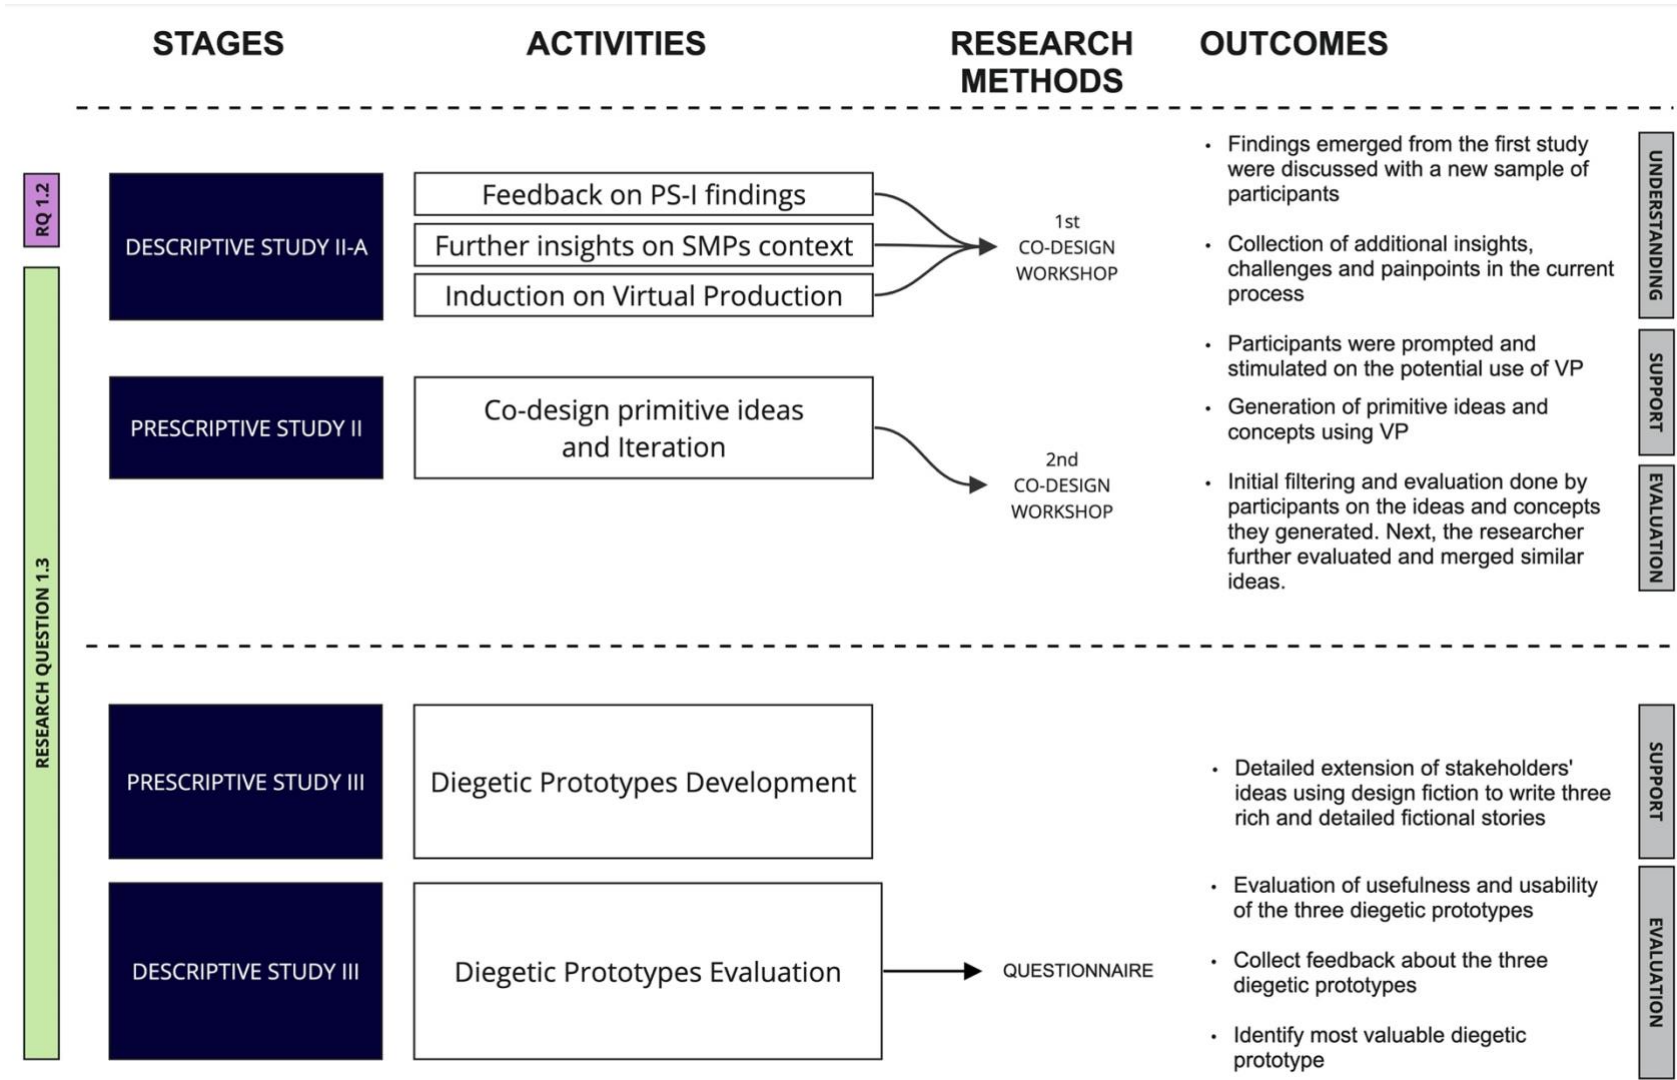 STAGES
ACTIVITIES
RESEARCH
METHODS
OUTCOMES
RQ 1.2
RESEARCH QUESTION 1.3
DESCRIPTIVE STUDY II-A
Feedback on PS-I findings
Further insights on SMPs context
Induction on Virtual Production
1st
CO-DESIGN
WORKSHOP
• Findings emerged from the first study
were discussed with a new sample of
participants
• Collection of additional insights,
challenges and painpoints in the current
process
UNDERSTANDING
PRESCRIPTIVE STUDY II
Co-design primitive ideas
and Iteration
2nd
CO-DESIGN
WORKSHOP
• Participants were prompted and
stimulated on the potential use of VP
• Generation of primitive ideas and
concepts using VP
SUPPORT
• Initial filtering and evaluation done by
participants on the ideas and concepts
they generated. Next, the researcher
further evaluated and merged similar
ideas.
EVALUATION
PRESCRIPTIVE STUDY III
Diegetic Prototypes Development
• Detailed extension of stakeholders'
ideas using design fiction to write three
rich and detailed fictional stories
SUPPORT
DESCRIPTIVE STUDY III
Diegetic Prototypes Evaluation
QUESTIONNAIRE
• Evaluation of usefulness and usability
of the three diegetic prototypes
• Collect feedback about the three
diegetic prototypes
• Identify most valuable diegetic
prototype
EVALUATION